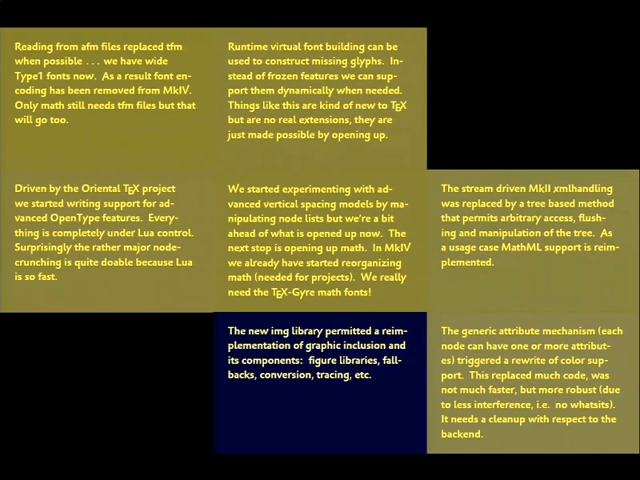 Reading from afm files replaced tfm
when possible . . . we have wide
Type1 fonts now. As a result font en-
coding has been removed from MkIV.
Only math still needs tfm files but that
will go too.
Runtime virtual font building can be
used to construct missing glyphs. In-
stead of frozen features we can sup-
port them dynamically when needed.
Things like this are kind of new to TEX
but are no real extensions, they are
just made possible by opening up.
Driven by the Oriental TEX project
we started writing support for ad-
vanced OpenType features. Every-
thing is completely under Lua control.
Surprisingly the rather major node-
crunching is quite doable because Lua
is so fast.
We started experimenting with ad-
vanced vertical spacing models by ma-
nipulating node lists but we're a bit
ahead of what is opened up now. The
next stop is opening up math. In MkIV
we already have started reorganizing
math (needed for projects). We really
need the TEX-Gyre math fonts!
The stream driven MkII xmlhandling
was replaced by a tree based method
that permits arbitrary access, flush-
ing and manipulation of the tree. As
a usage case MathML support is reim-
plemented.
The new img library permitted a reim-
plementation of graphic inclusion and
its components: figure libraries, fall-
backs, conversion, tracing, etc.
The generic attribute mechanism (each
node can have one or more attribut-
es) triggered a rewrite of color sup-
port. This replaced much code, was
not much faster, but more robust (due
to less interference, i.e. no whatsits).
It needs a cleanup with respect to the
backend.